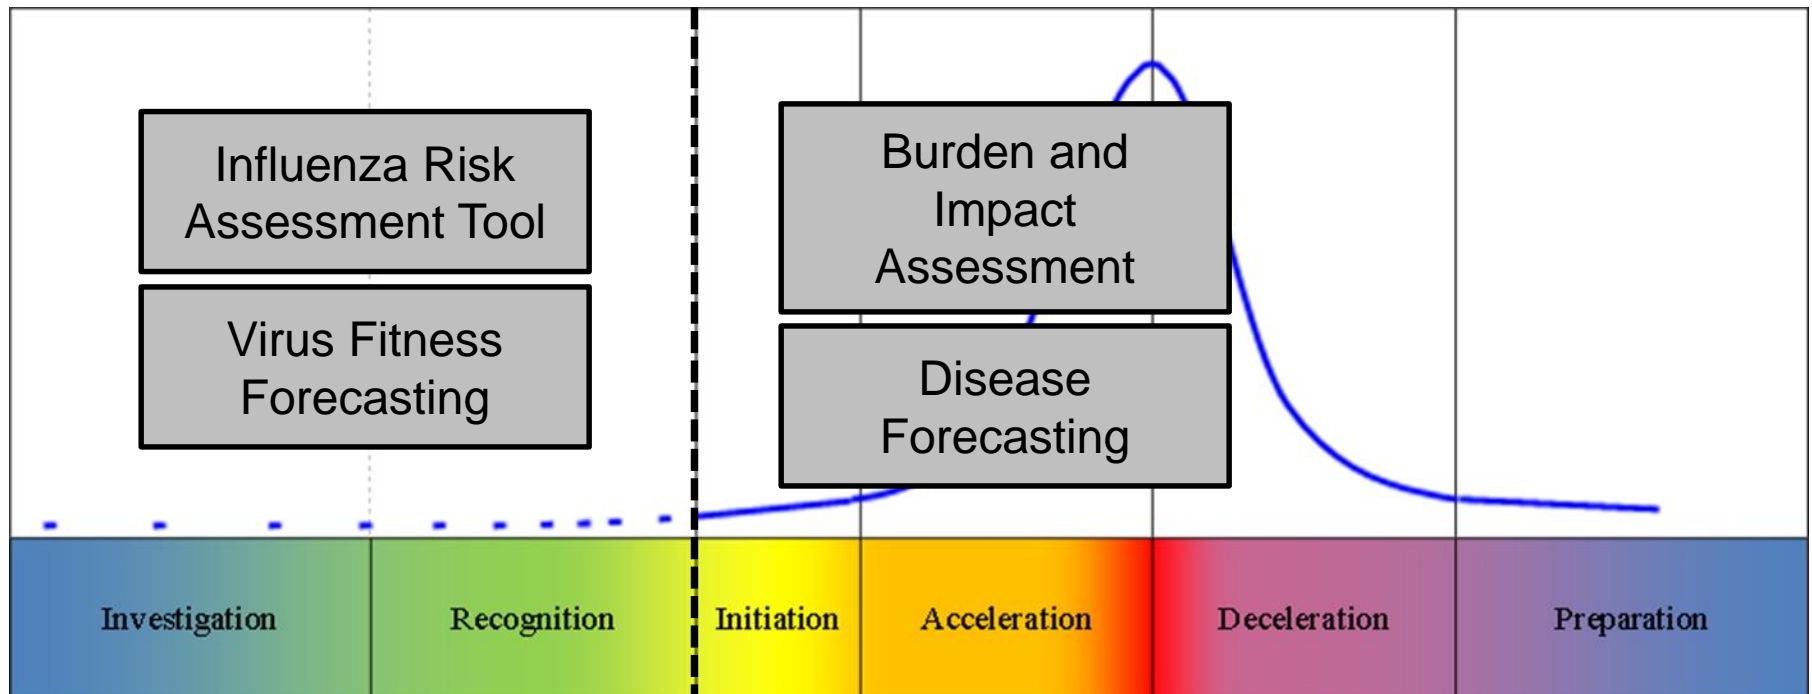 Influenza Risk
Assessment Tool
Virus Fitness
Forecasting
Burden and
Impact
Assessment
Disease
Forecasting
Investigation
Recognition
Initiation
Acceleration
Deceleration
Preparation